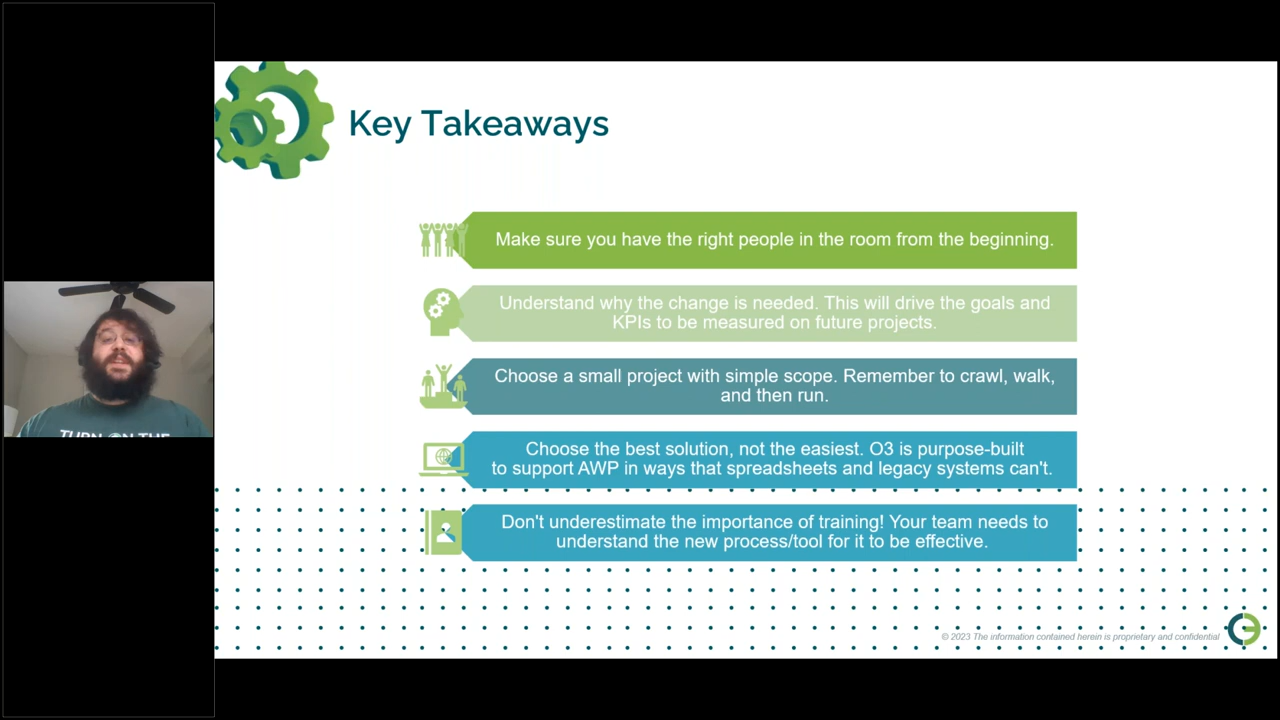 Key Takeaways
Make sure you have the right people in the room from the beginning.
Understand why the change is needed. This will drive the goals and
KPIs to be measured on future projects.
Choose a small project with simple scope. Remember to crawl, walk,
and then run.
Choose the best solution, not the easiest. O3 is purpose-built
to support AWP in ways that spreadsheets and legacy systems can't.
Don't underestimate the importance of training! Your team needs to
understand the new process/tool for it to be effective.
TURN ON THE
© 2023 The information contained herein is proprietary and confidential